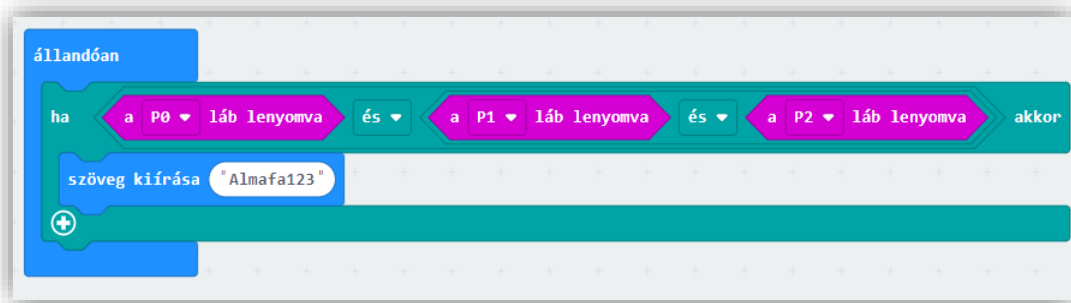 állandóan
ha a P0 láb lenyomva és a P1 láb lenyomva és a P2 láb lenyomva akkor
szöveg kiírása "Almafa123"